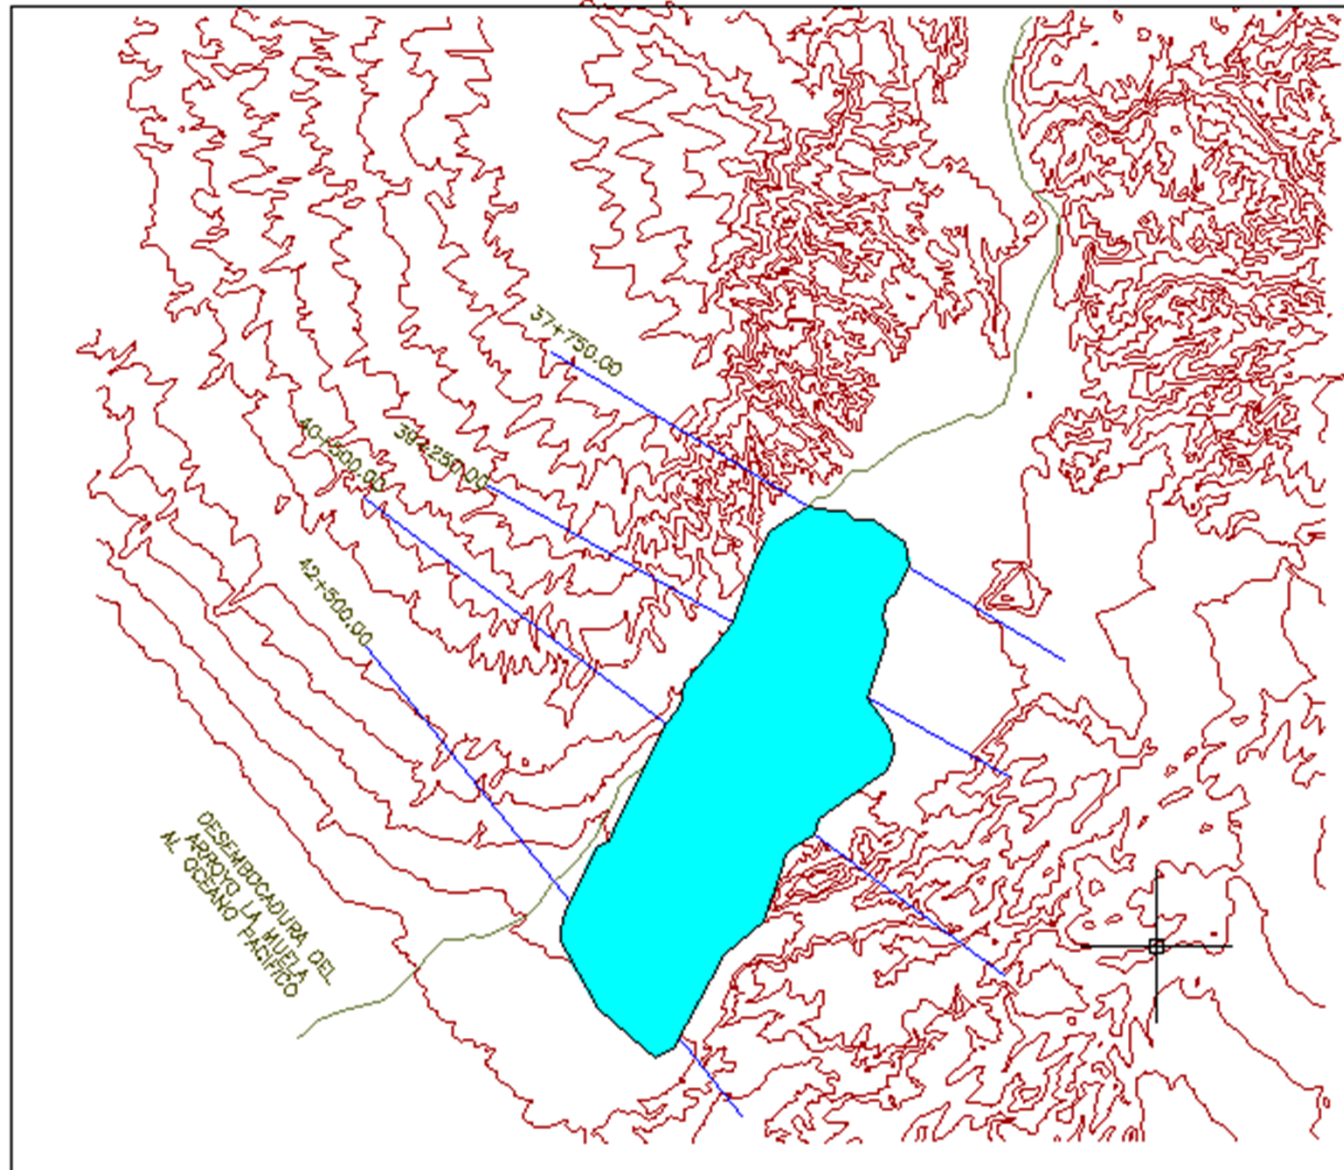 37+750.00
39+250.00
40+500.00
42+500.00
DESEMBOCADURA DEL
ARROYO LA MUELA
AL OCEANO PACIFICO